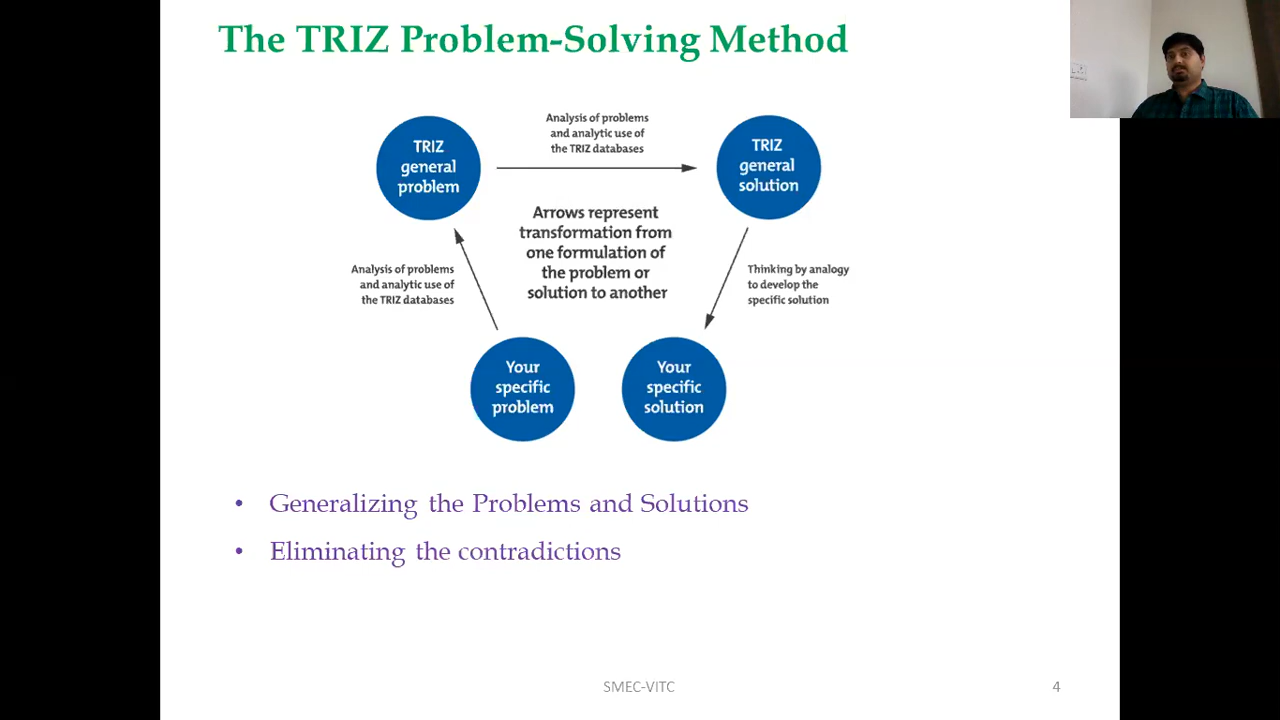 The TRIZ Problem-Solving Method
Analysis of problems
and analytic use of
the TRIZ databases
TRIZ
general
problem
TRIZ
general
solution
Arrows represent
transformation from
one formulation of
the problem or
solution to another
Analysis of problems
and analytic use of
the TRIZ databases
Thinking by analogy
to develop the
specific solution
Your
specific
problem
Your
specific
solution
• Generalizing the Problems and Solutions
• Eliminating the contradictions
SMEC-VITC
4